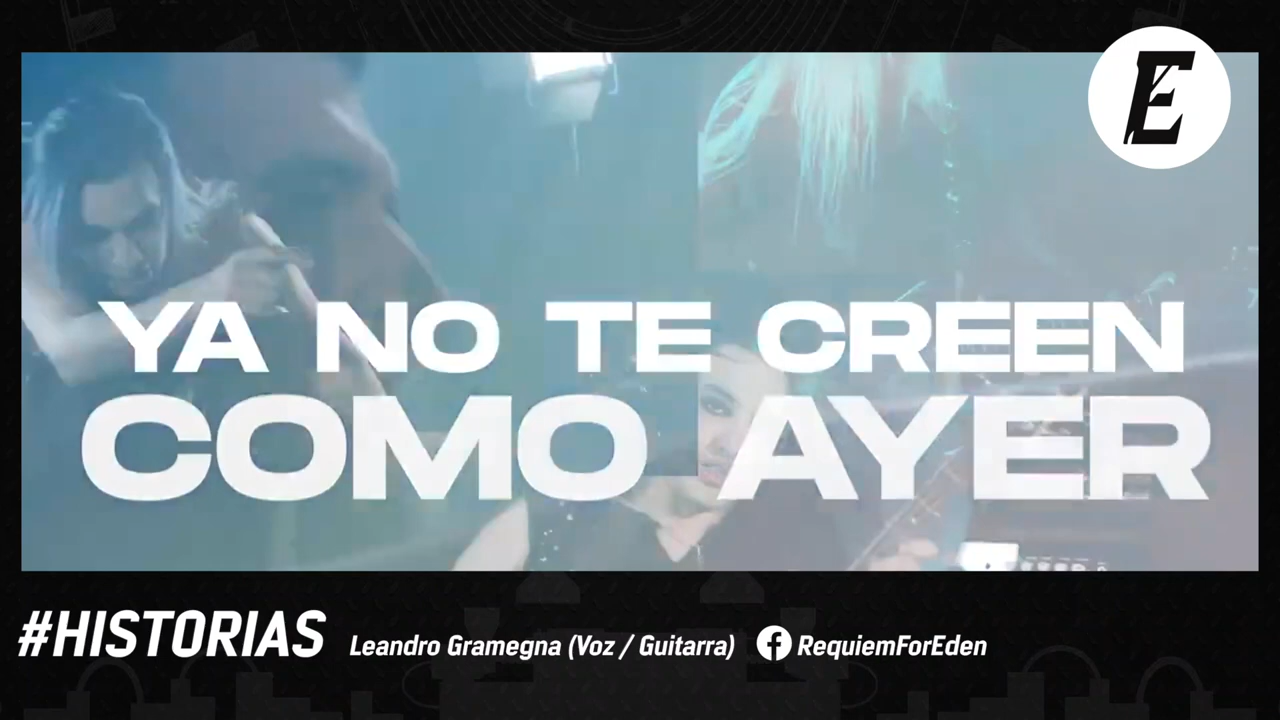 E
YA NO TE CREEN
COMO AYER
#HISTORIAS
Leandro Gramegna (Voz / Guitarra)
RequiemForEden